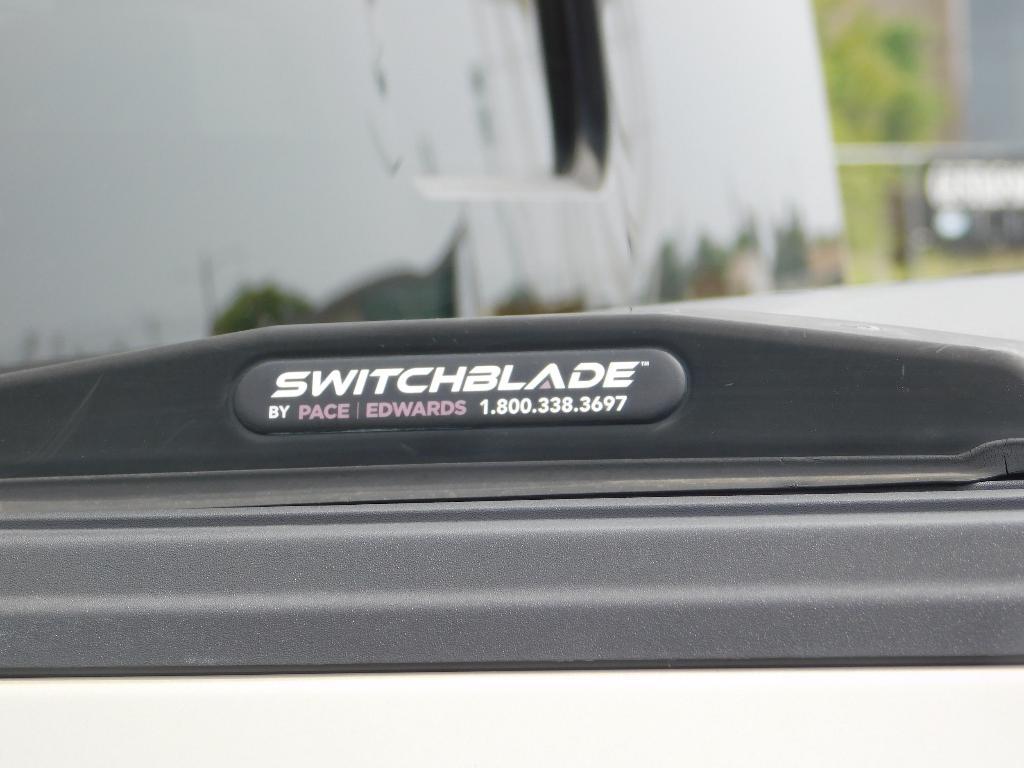 SWITCHBLADE™
BY PACE | EDWARDS 1.800.338.3697